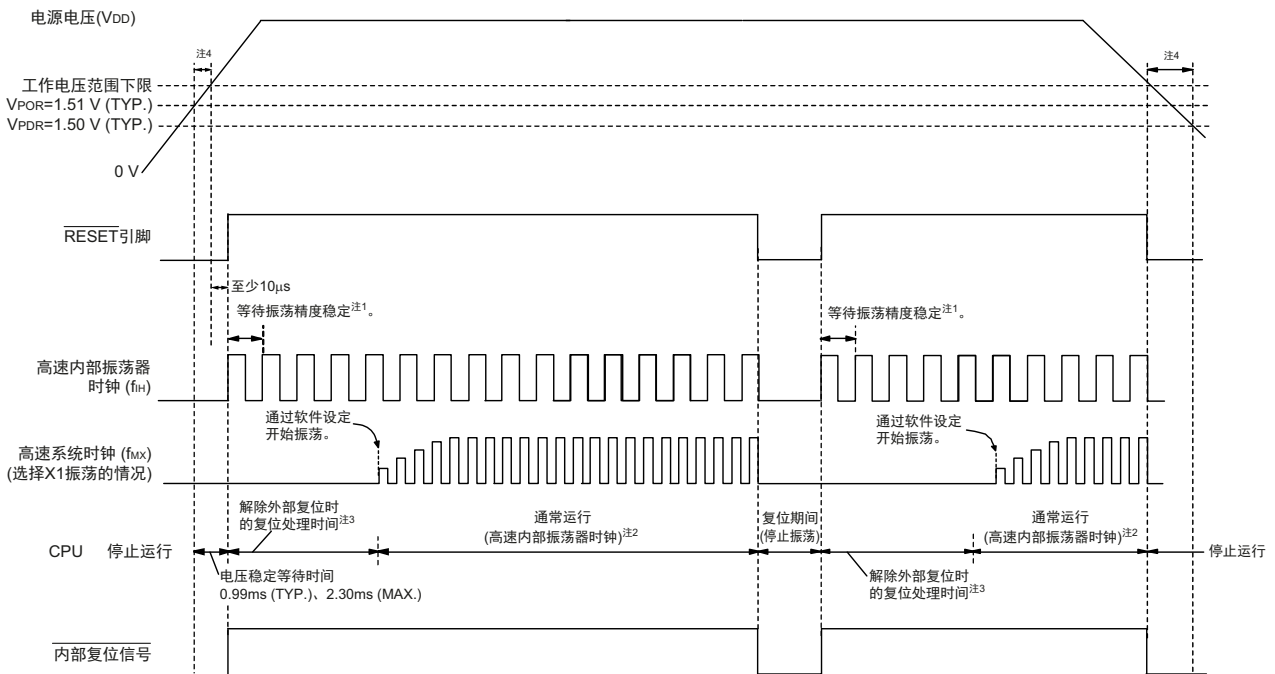 电源电压(VDD)
注4
注4
工作电压范围下限
VPOR=1.51 V (TYP.)
VPDR=1.50 V (TYP.)
0 V
RESET引脚
至少10μs
等待振荡精度稳定注1。
等待振荡精度稳定注1。
高速内部振荡器
时钟 (fIH)
通过软件设定
开始振荡。
通过软件设定
开始振荡。
高速系统时钟 (fMX)
(选择X1振荡的情况)
解除外部复位时
的复位处理时间注3
通常运行
(高速内部振荡器时钟)注2
复位期间
(停止振荡)
通常运行
(高速内部振荡器时钟)注2
CPU 停止运行
停止运行
电压稳定等待时间
0.99ms (TYP.)、2.30ms (MAX.)
解除外部复位时
的复位处理时间注3
内部复位信号